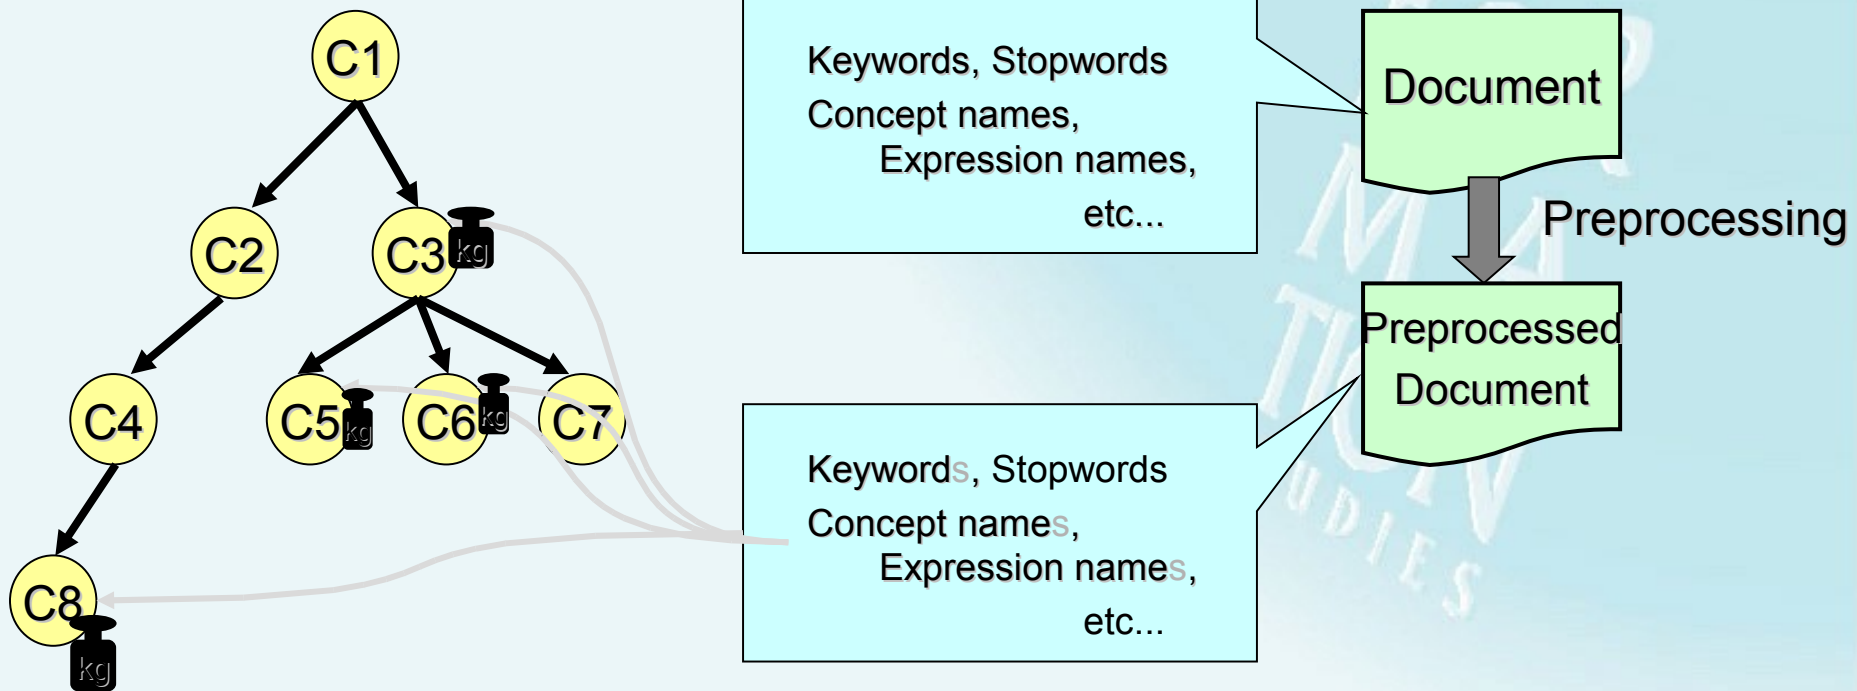 C1
C2
C3
kg
C4
C5
kg
C6
kg
C7
C8
kg
Keywords, Stopwords
Concept names,
Expression names,
etc...
Document
Preprocessing
Preprocessed
Document
Keywords, Stopwords
Concept names,
Expression names,
etc...
UDIES